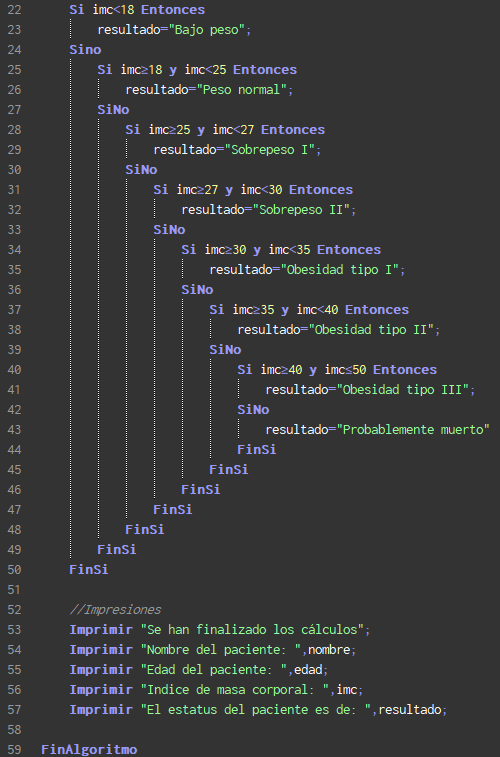 22 Si imc<18 Entonces
23 resultado="Bajo peso";
24 Sino
25 Si imc≥18 y imc<25 Entonces
26 resultado="Peso normal";
27 SiNo
28 Si imc≥25 y imc<27 Entonces
29 resultado="Sobrepeso I";
30 SiNo
31 Si imc≥27 y imc<30 Entonces
32 resultado="Sobrepeso II";
33 SiNo
34 Si imc≥30 y imc<35 Entonces
35 resultado="Obesidad tipo I";
36 SiNo
37 Si imc≥35 y imc<40 Entonces
38 resultado="Obesidad tipo II";
39 SiNo
40 Si imc≥40 y imc≤50 Entonces
41 resultado="Obesidad tipo III";
42 SiNo
43 resultado="Probablemente muerto"
44 FinSi
45 FinSi
46 FinSi
47 FinSi
48 FinSi
49 FinSi
50 FinSi
51
52 //Impresiones
53 Imprimir "Se han finalizado los cálculos";
54 Imprimir "Nombre del paciente: ",nombre;
55 Imprimir "Edad del paciente: ",edad;
56 Imprimir "Indice de masa corporal: ",imc;
57 Imprimir "El estatus del paciente es de: ",resultado;
58
59 FinAlgoritmo